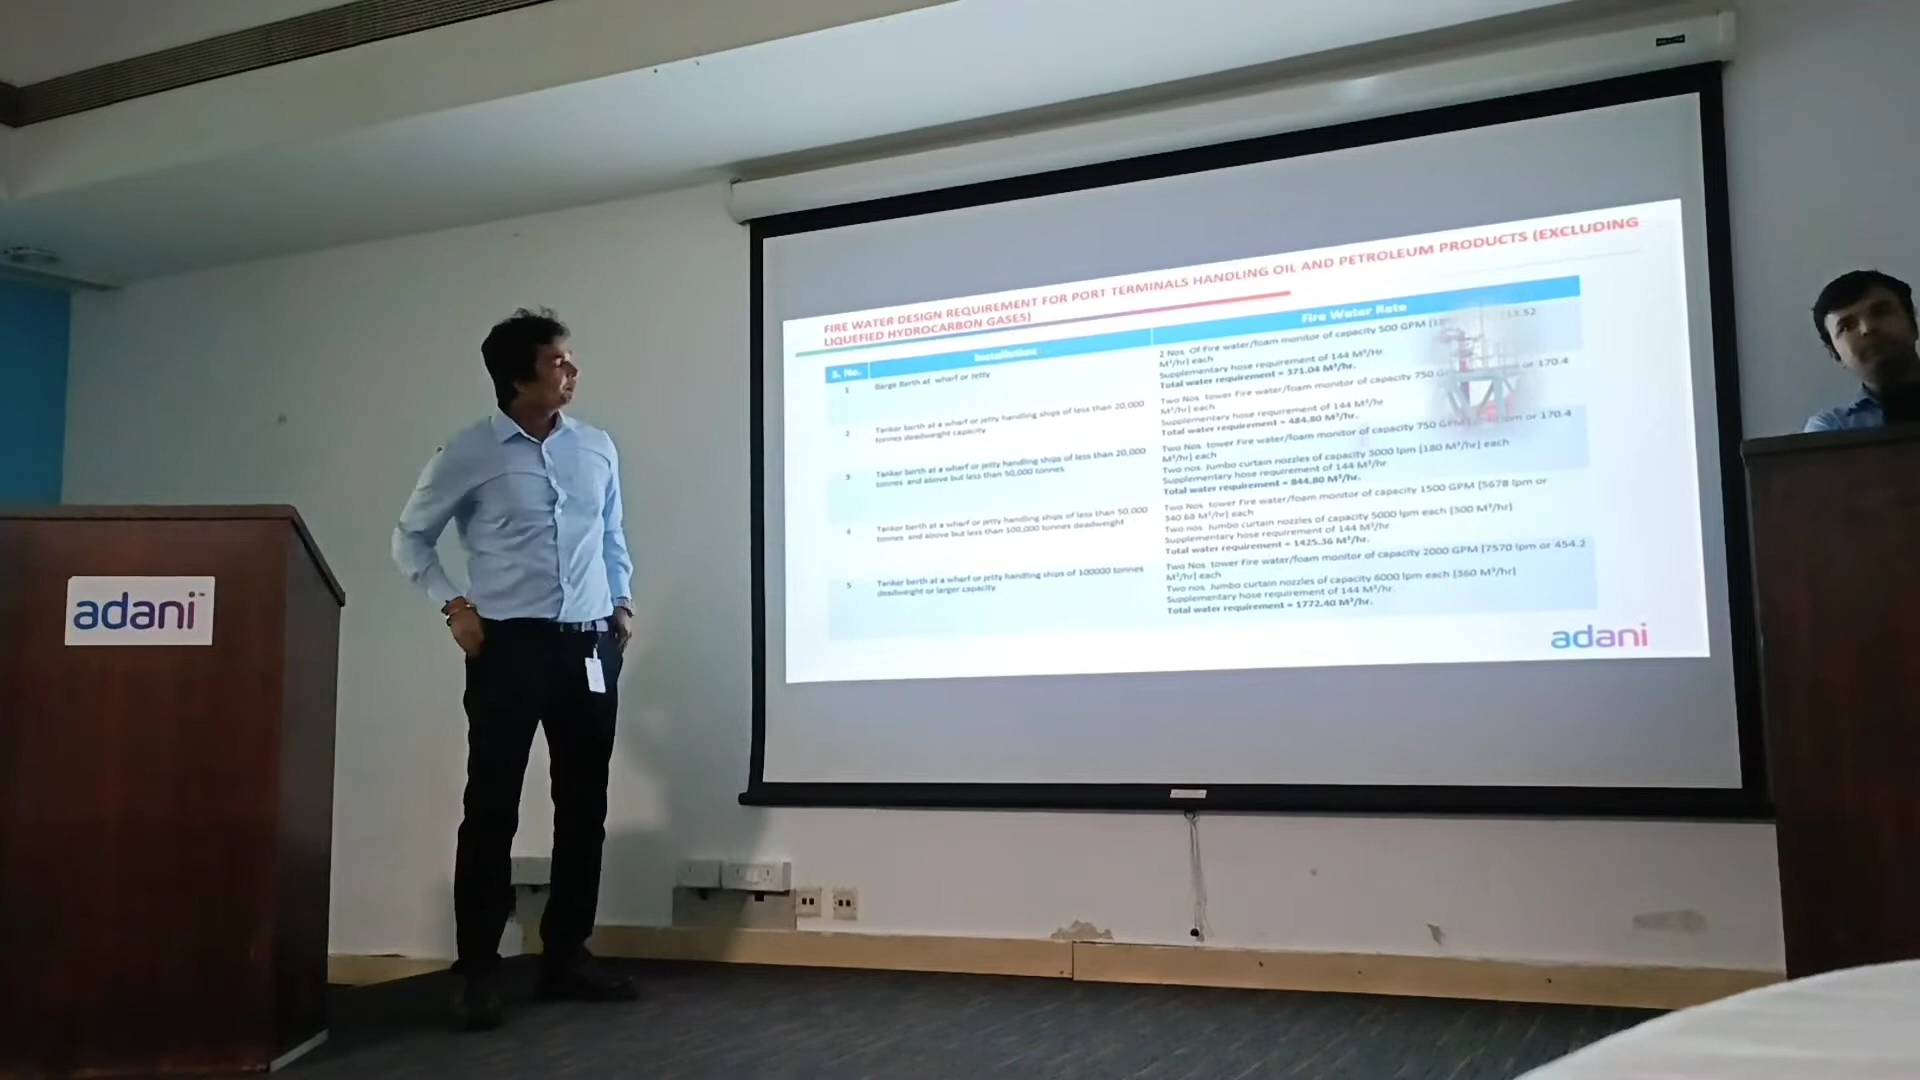 FIRE WATER DESIGN REQUIREMENT FOR PORT TERMINALS HANDLING OIL AND PETROLEUM PRODUCTS (EXCLUDING
LIQUEFIED HYDROCARBON GASES)
S. No.
Installation
Fire Water Rate
1
Barge Berth at wharf or Jetty
2 Nos. Of Fire water/foam monitor of capacity 500 GPM
13.52
M³/hr) each
Supplementary hose requirement of 144 M³/Hr.
Total water requirement = 371.04 M³/hr.
2
Tanker berth at a wharf or jetty handling ships of less than 20,000
tonnes deadweight capacity
Two Nos. tower Fire water/foam monitor of capacity 750
or 170.4
M³/hr) each
Supplementary hose requirement of 144 M³/hr
Total water requirement = 484.80 M³/hr.
3
Tanker berth at a wharf or jetty handling ships of less than 20,000
tonnes and above but less than 50,000 tonnes
Two Nos. tower Fire water/foam monitor of capacity 750
lpm or 170.4
M³/hr) each
Two nos. Jumbo curtain nozzles of capacity 3000 lpm (180 M³/hr) each
Supplementary hose requirement of 144 M³/hr
Total water requirement = 844.80 M³/hr.
4
Tanker berth at a wharf or jetty handling ships of less than 50,000
tonnes and above but less than 100,000 tonnes deadweight
Two Nos. tower Fire water/foam monitor of capacity 1500 GPM (5678 lpm or
340.68 M³/hr) each
Two nos. Jumbo curtain nozzles of capacity 5000 lpm each (300 M³/hr)
Supplementary hose requirement of 144 M³/hr
Total water requirement = 1425.36 M³/hr.
5
Tanker berth at a wharf or jetty handling ships of 100000 tonnes
deadweight or larger capacity
Two Nos. tower Fire water/foam monitor of capacity 2000 GPM (7570 lpm or 454.2
M³/hr) each
Two nos. Jumbo curtain nozzles of capacity 6000 lpm each (360 M³/hr)
Supplementary hose requirement of 144 M³/hr.
Total water requirement = 1772.40 M³/hr.
adani
adani™